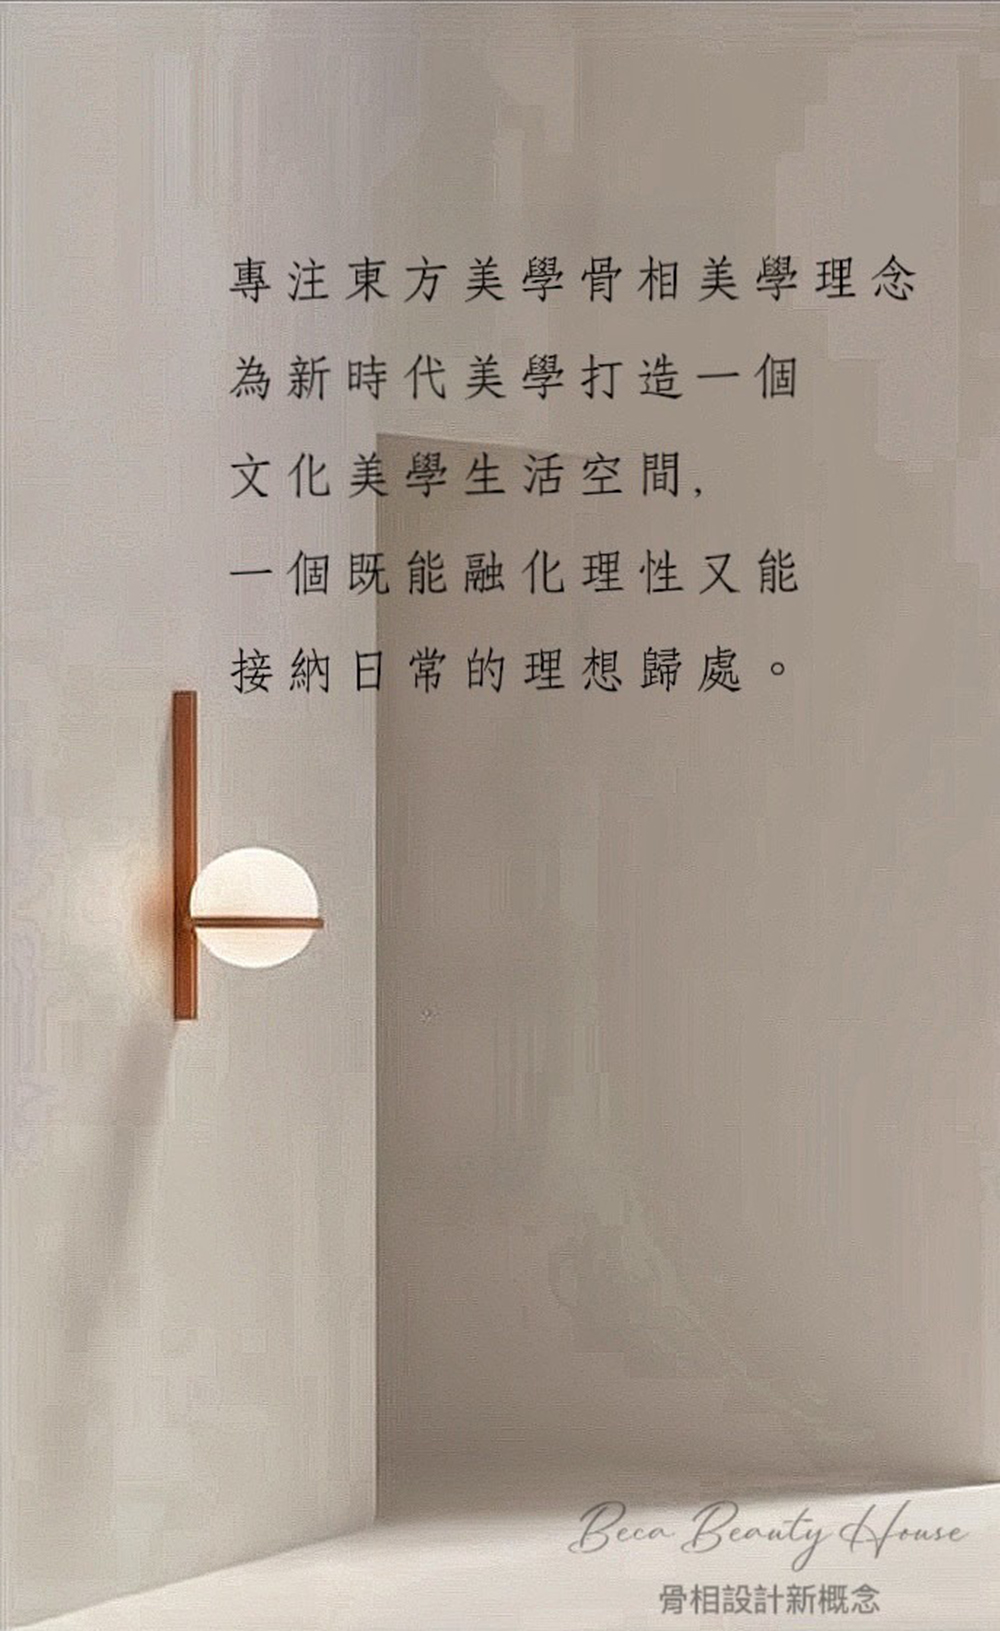 專注東方美學骨相美學理念
為新時代美學打造一個
文化美學生活空間,
一個既能融化理性又能
接納日常的理想歸處。
Beca Beauty House
骨相設計新概念